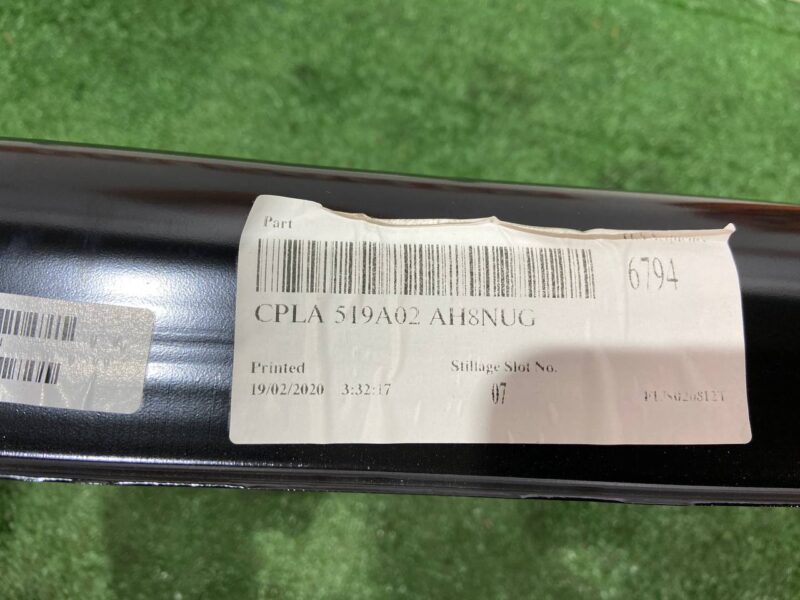 Part
6794
CPLA 519A02 AH8NUG
Printed
Stillage Slot No.
19/02/2020 3:32:17
07